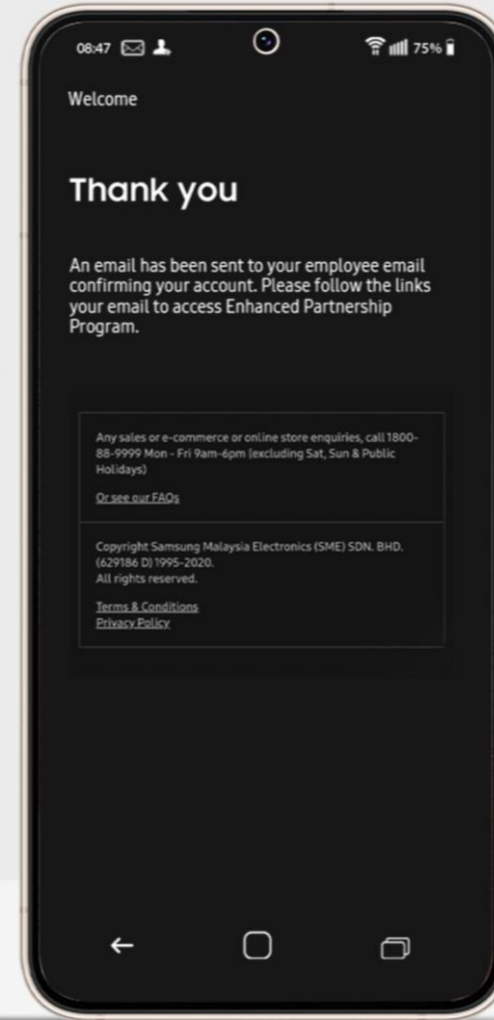 08:47
75%
Welcome
Thank you
An email has been sent to your employee email
confirming your account. Please follow the links
your email to access Enhanced Partnership
Program.
Any sales or e-commerce or online store enquiries, call 1800-
88-9999 Mon - Fri 9am-6pm (excluding Sat, Sun & Public
Holidays)
Or see our FAQs
Copyright Samsung Malaysia Electronics (SME) SDN. BHD.
(629186 D) 1995-2020.
All rights reserved.
Terms & Conditions
Privacy Policy